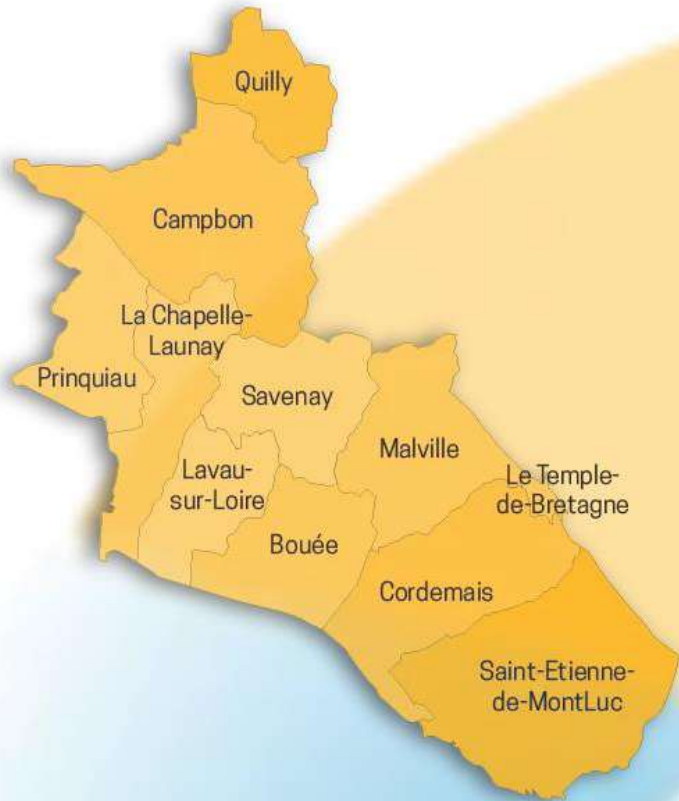 Quilly
Campbon
La Chapelle-
Launay
Prinquiau
Savenay
Malville
Lavau-
sur-Loire
Le Temple-
de-Bretagne
Bouée
Cordemais
Saint-Etienne-
de-MontLuc